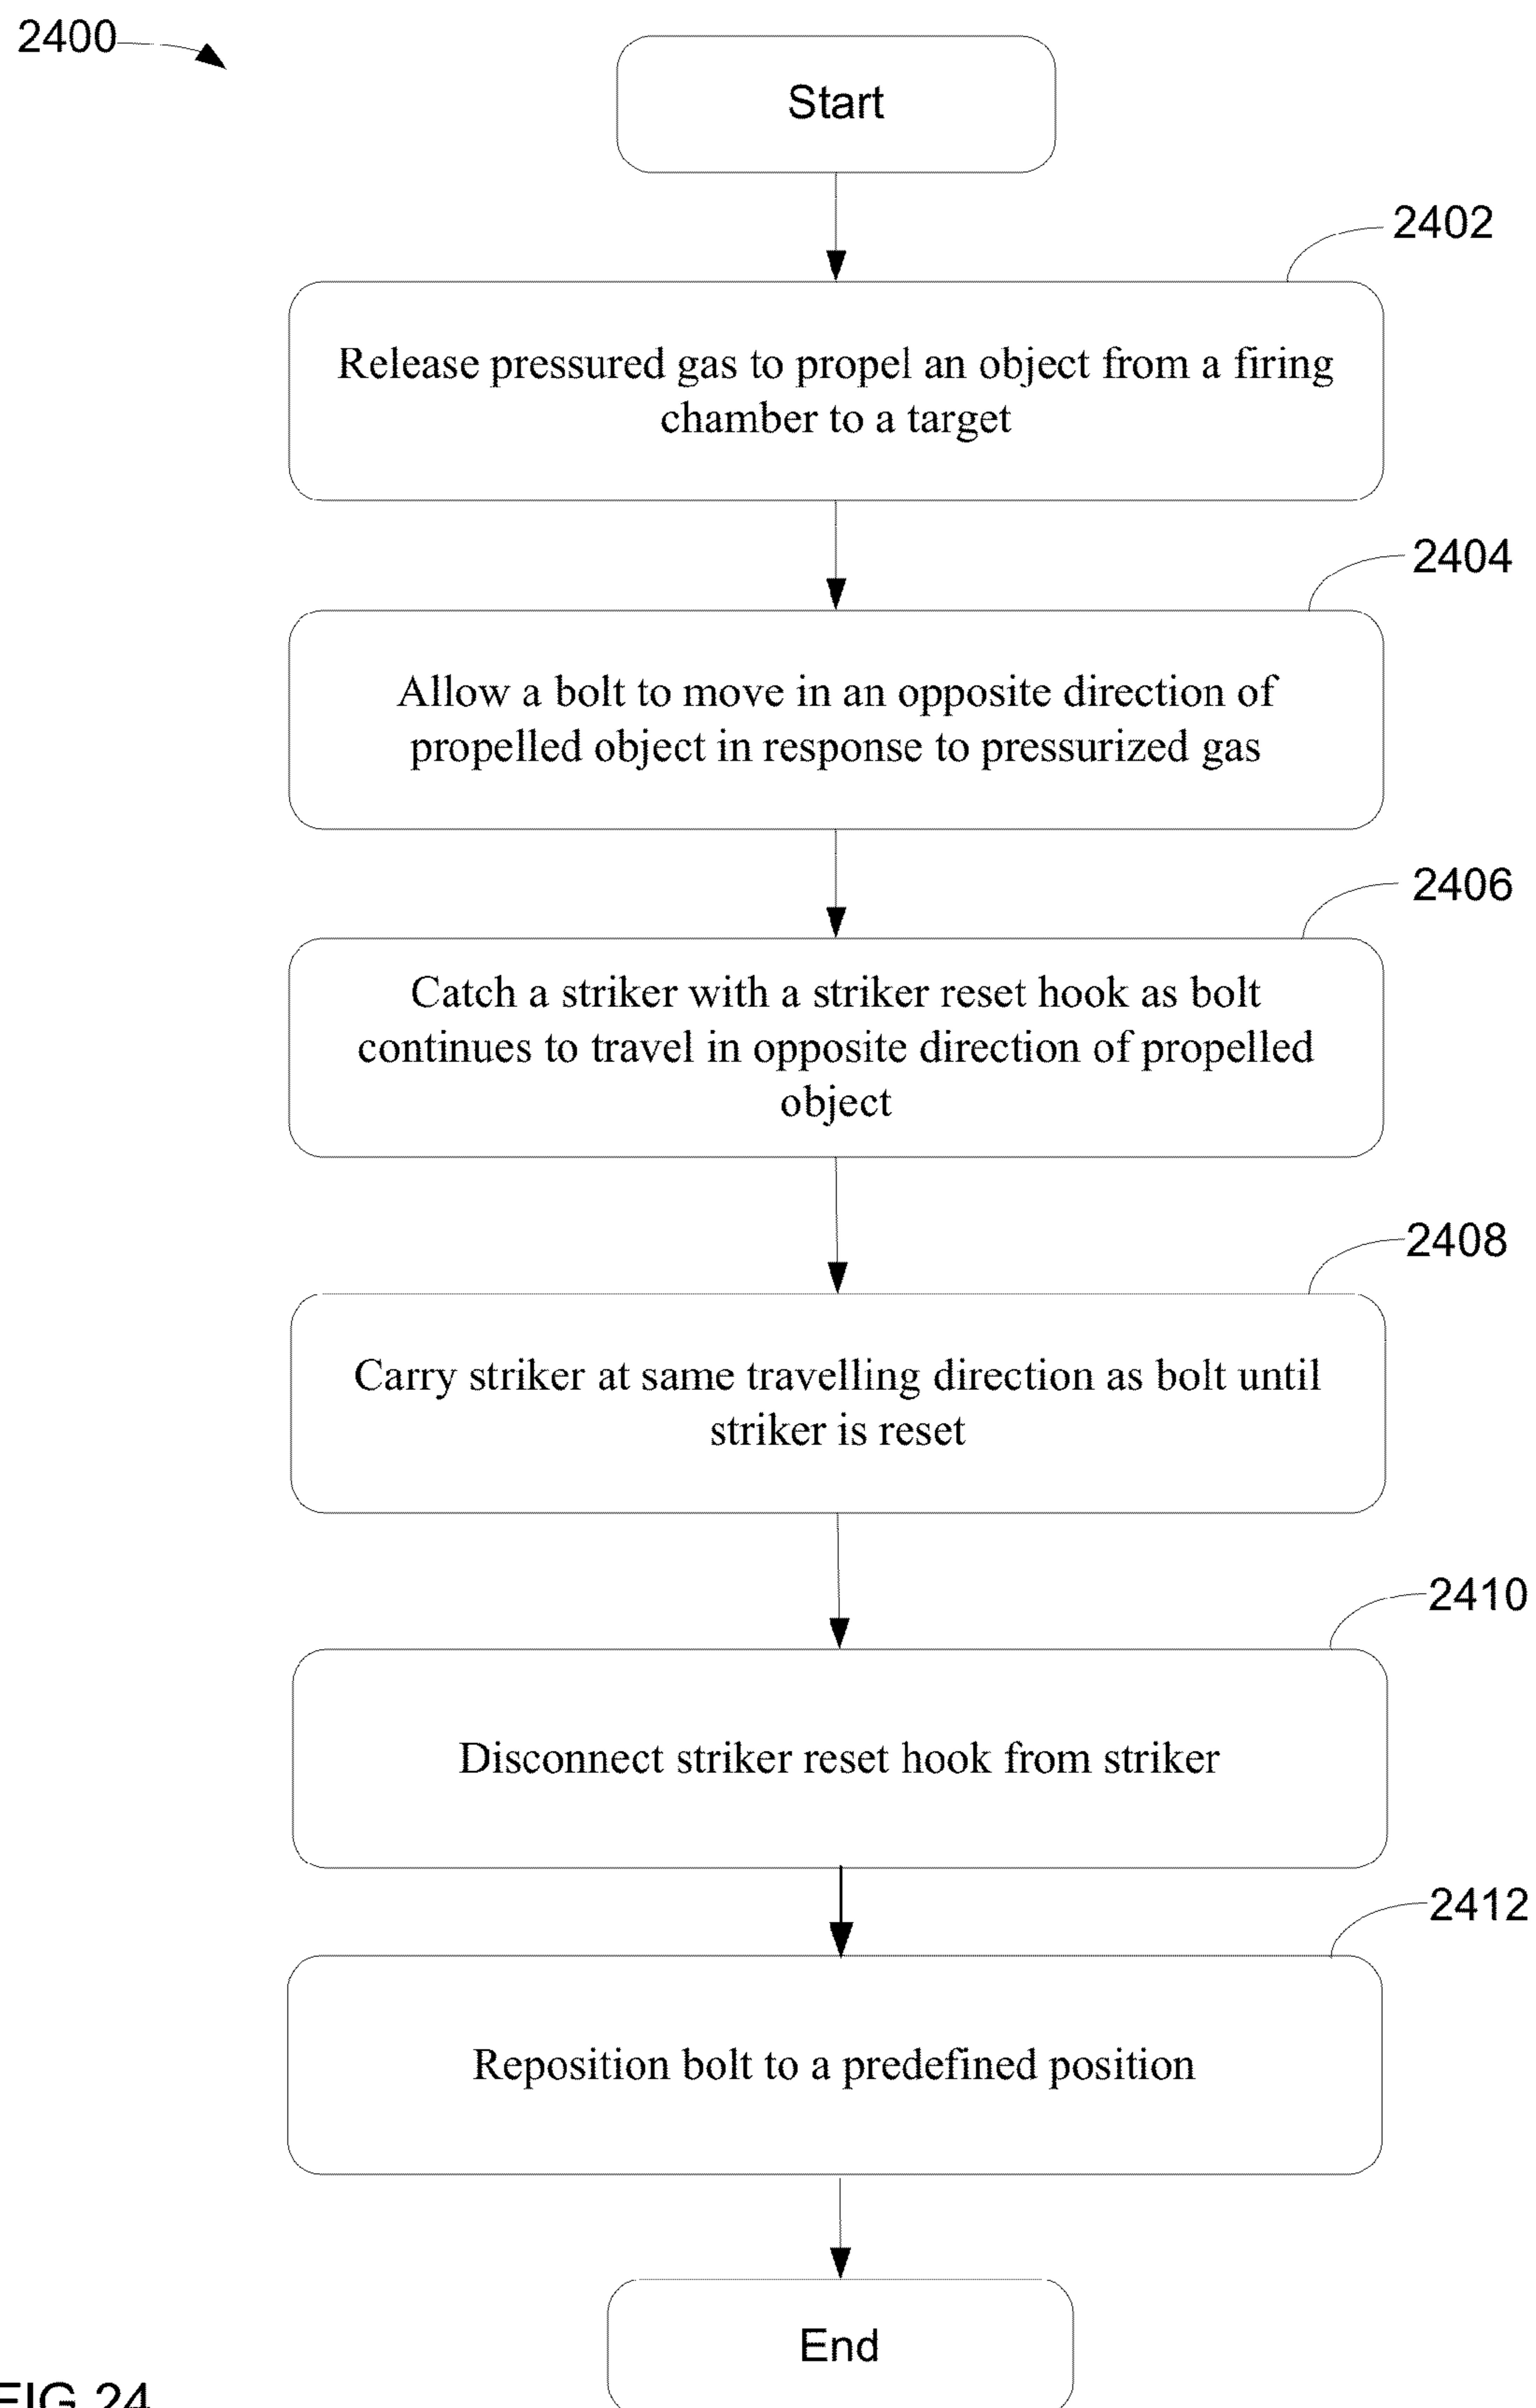 2400
Start
2402
Release pressured gas to propel an object from a firing
chamber to a target
2404
Allow a bolt to move in an opposite direction of
propelled object in response to pressurized gas
2406
Catch a striker with a striker reset hook as bolt
continues to travel in opposite direction of propelled
object
2408
Carry striker at same travelling direction as bolt until
striker is reset
2410
Disconnect striker reset hook from striker
2412
Reposition bolt to a predefined position
End
FIG 24